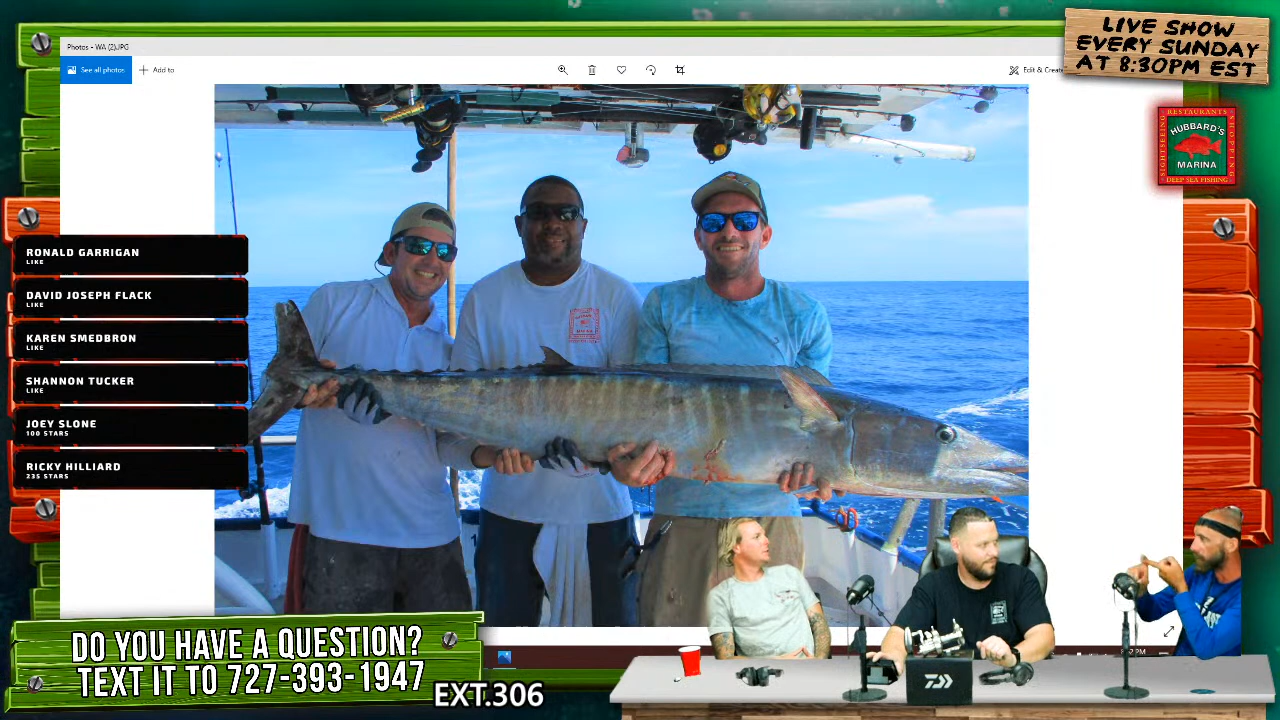 Photos - WA (2).JPG
See all photos
Add to
Edit & Create
LIVE SHOW
EVERY SUNDAY
AT 8:30PM EST
RESTAURANTS
SIGHTSEEING
SHOPPING
HUBBARD'S
MARINA
DEEP SEA FISHING
RONALD GARRIGAN
LIKE
DAVID JOSEPH FLACK
LIKE
KAREN SMEDBRON
LIKE
SHANNON TUCKER
LIKE
JOEY SLONE
100 STARS
RICKY HILLIARD
235 STARS
DO YOU HAVE A QUESTION?
TEXT IT TO 727-393-1947
EXT.306